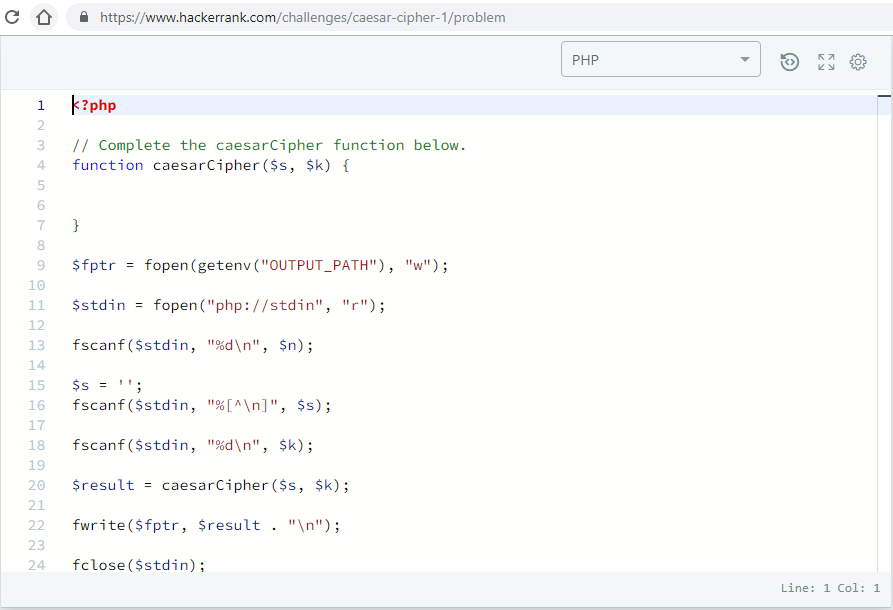 https://www.hackerrank.com/challenges/caesar-cipher-1/problem
PHP
1 <?php
2
3 // Complete the caesarCipher function below.
4 function caesarCipher($s, $k) {
5
6
7 }
8
9 $fptr = fopen(getenv("OUTPUT_PATH"), "w");
10
11 $stdin = fopen("php://stdin", "r");
12
13 fscanf($stdin, "%d\n", $n);
14
15 $s = '';
16 fscanf($stdin, "%[^\n]", $s);
17
18 fscanf($stdin, "%d\n", $k);
19
20 $result = caesarCipher($s, $k);
21
22 fwrite($fptr, $result . "\n");
23
24 fclose($stdin);
Line: 1 Col: 1